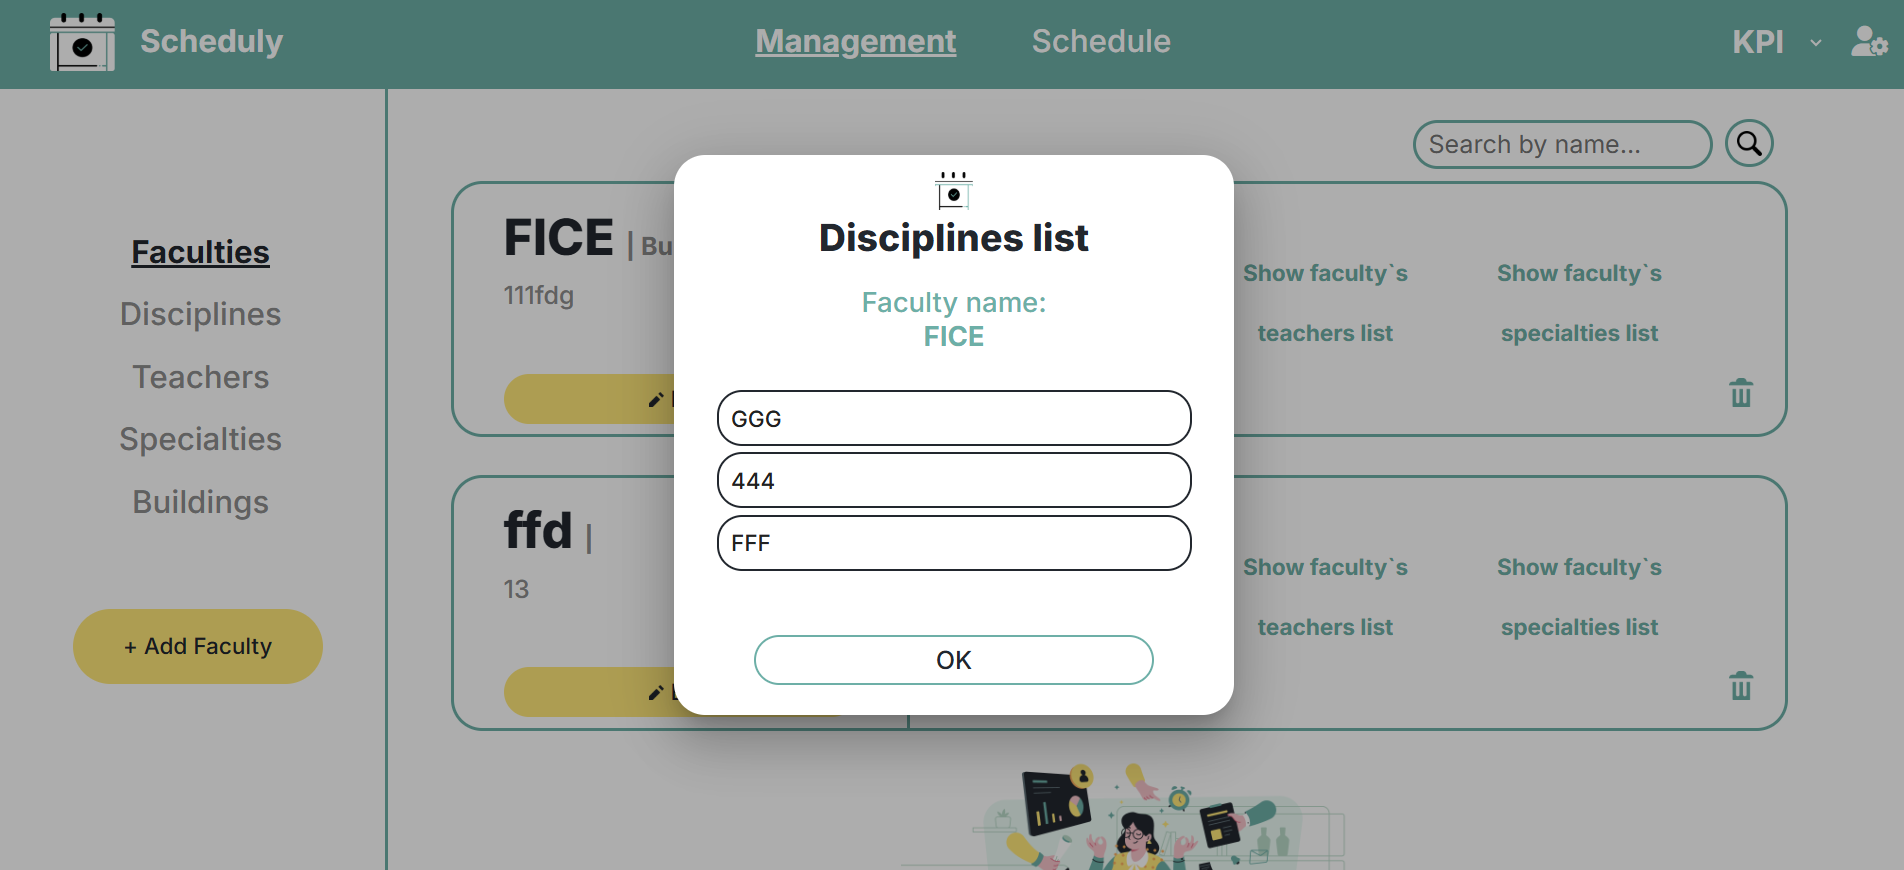 Scheduly
Management
Schedule
KPI
Search by name...
Faculties
Disciplines
Teachers
Specialties
Buildings
+ Add Faculty
FICE |
111fdg
Show faculty`s
teachers list
Show faculty`s
specialties list
ffd |
13
Show faculty`s
teachers list
Show faculty`s
specialties list
Disciplines list
Faculty name:
FICE
GGG
444
FFF
OK